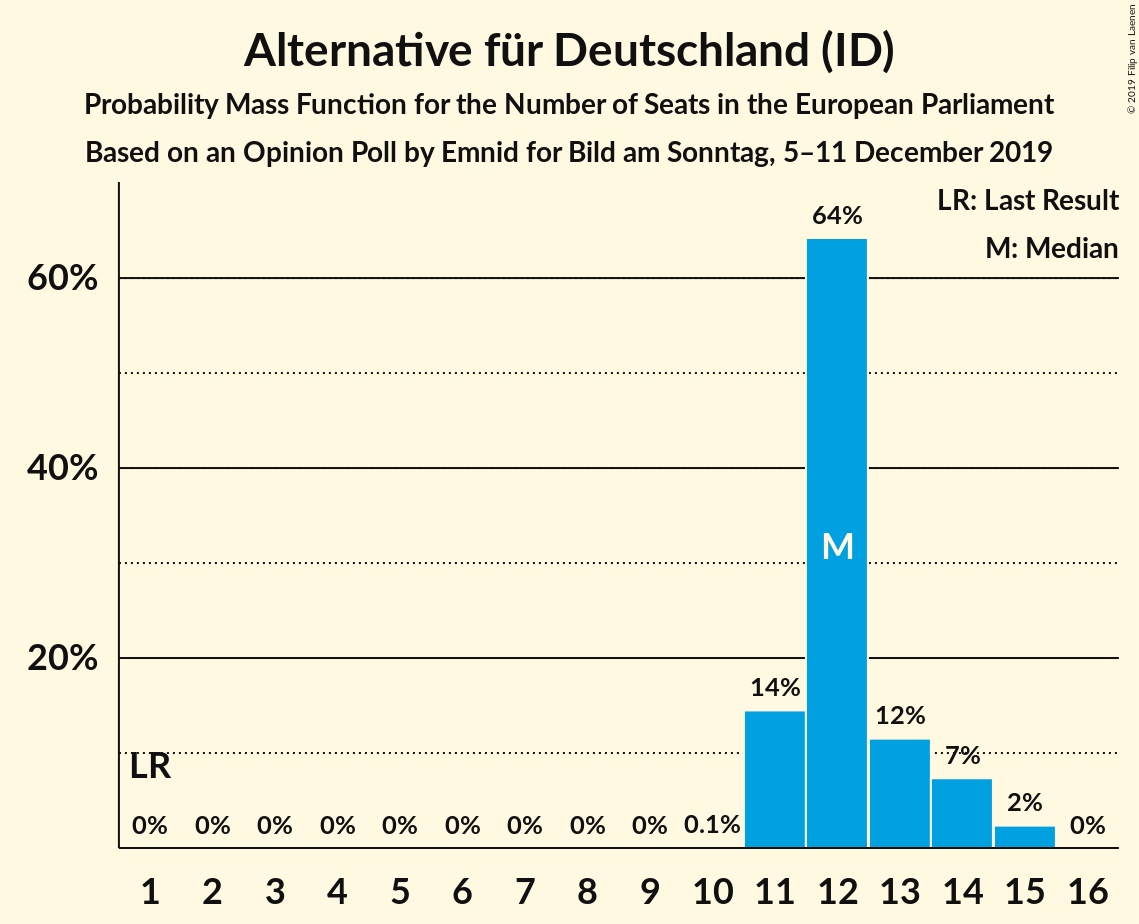 Alternative für Deutschland (ID)
Probability Mass Function for the Number of Seats in the European Parliament
Based on an Opinion Poll by Emnid for Bild am Sonntag, 5–11 December 2019
© 2019 Filip van Laenen
LR: Last Result
M: Median
60%
40%
20%
64%
M
14%
12%
7%
2%
LR
0% 0% 0% 0% 0% 0% 0% 0% 0% 0.1% 0%
1 2 3 4 5 6 7 8 9 10 11 12 13 14 15 16